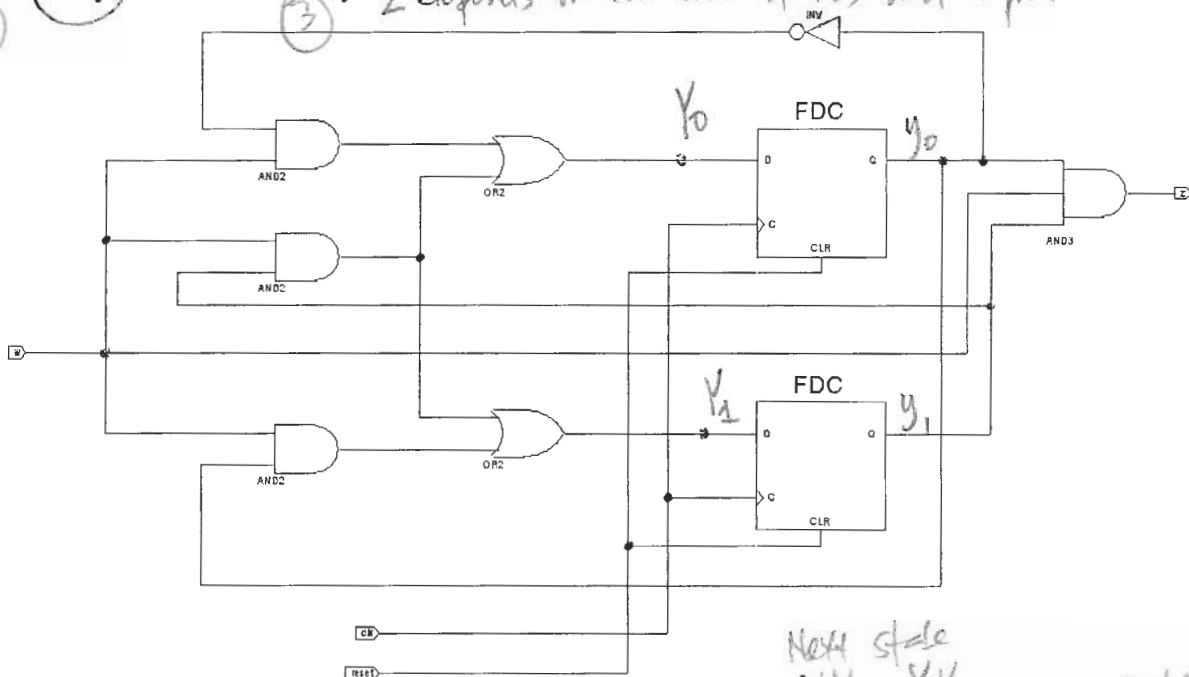 3
INV
FDC
Y0
y0
D
Q
AND2
OR2
C
CLR
AND3
Z
AND2
W
FDC
Y1
y1
D
Q
OR2
AND2
C
CLR
clk
reset
Next state